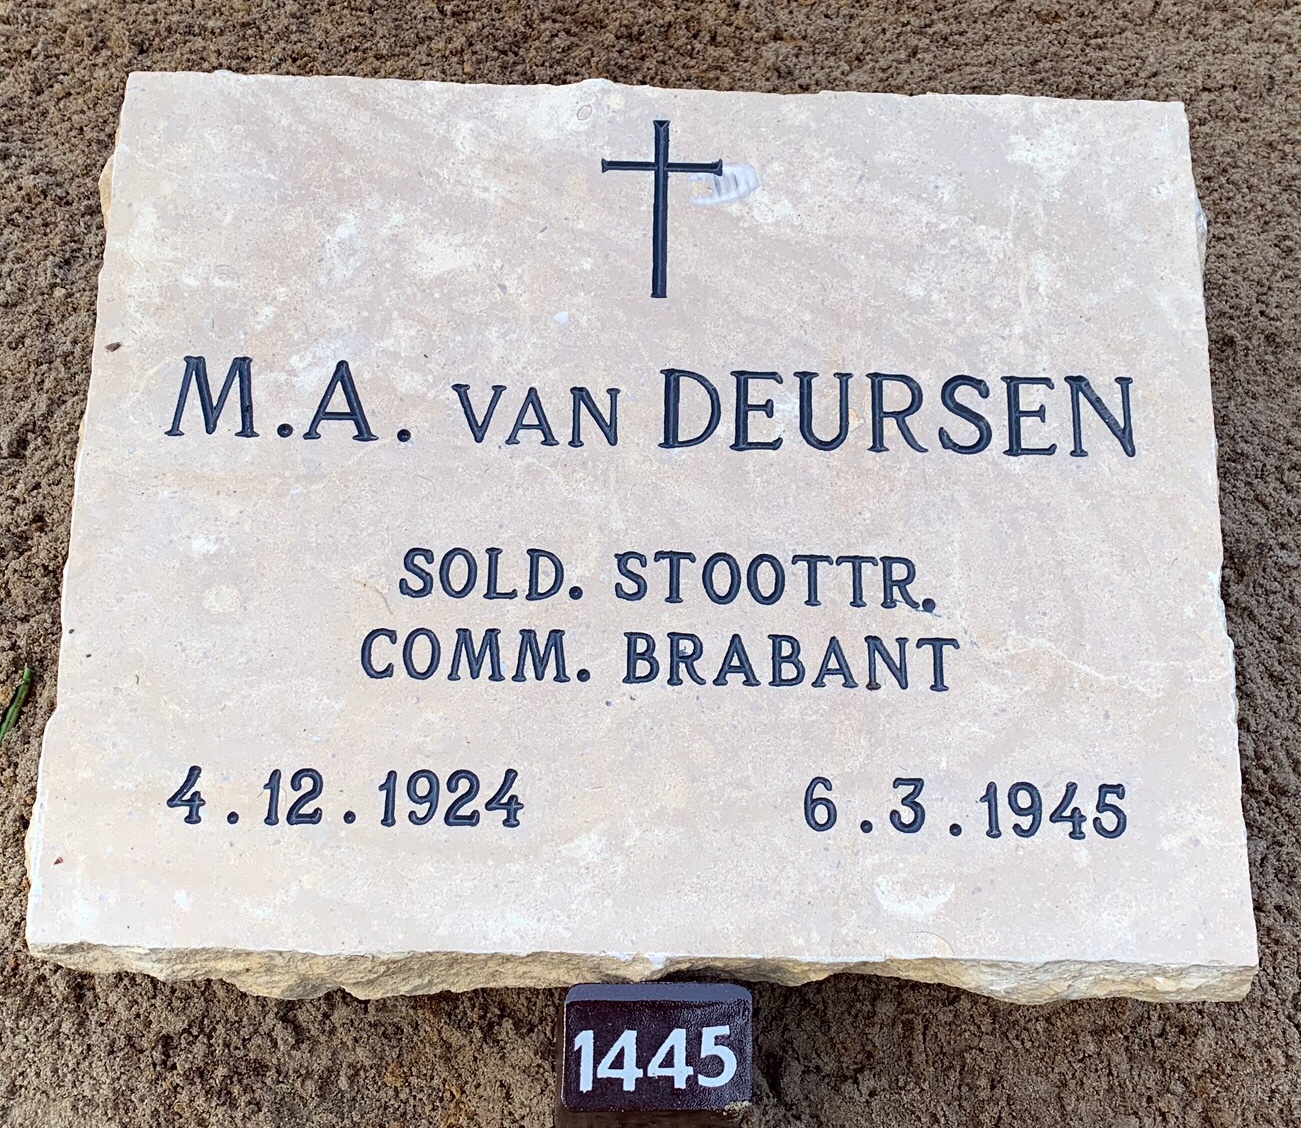 M.A. VAN DEURSEN
SOLD. STOOTTR.
COMM. BRABANT
4.12.1924 6.3.1945
1445